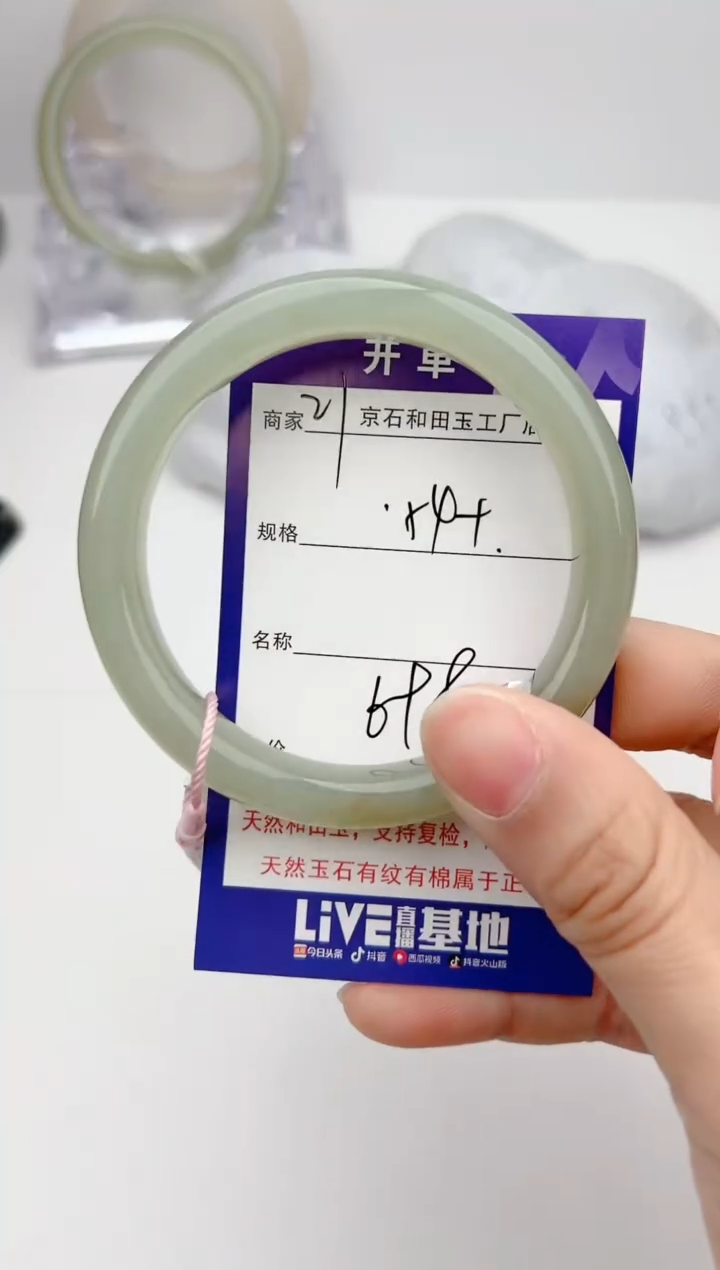 开单
商家 21 京石和田玉工厂店
规格
名称
价
天然和田玉，支持复检，
天然玉石有纹有棉属于正
LiVE直播基地
今日头条 抖音 西瓜视频 抖音火山版